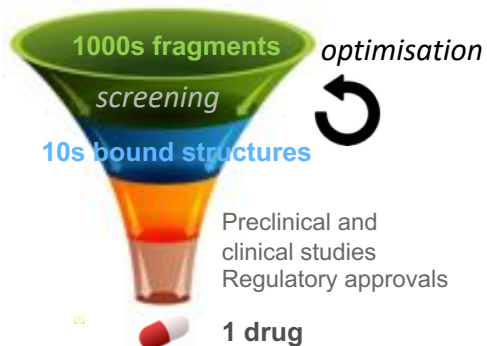 1000s fragments
optimisation
screening
10s bound structures
Preclinical and
clinical studies
Regulatory approvals
1 drug